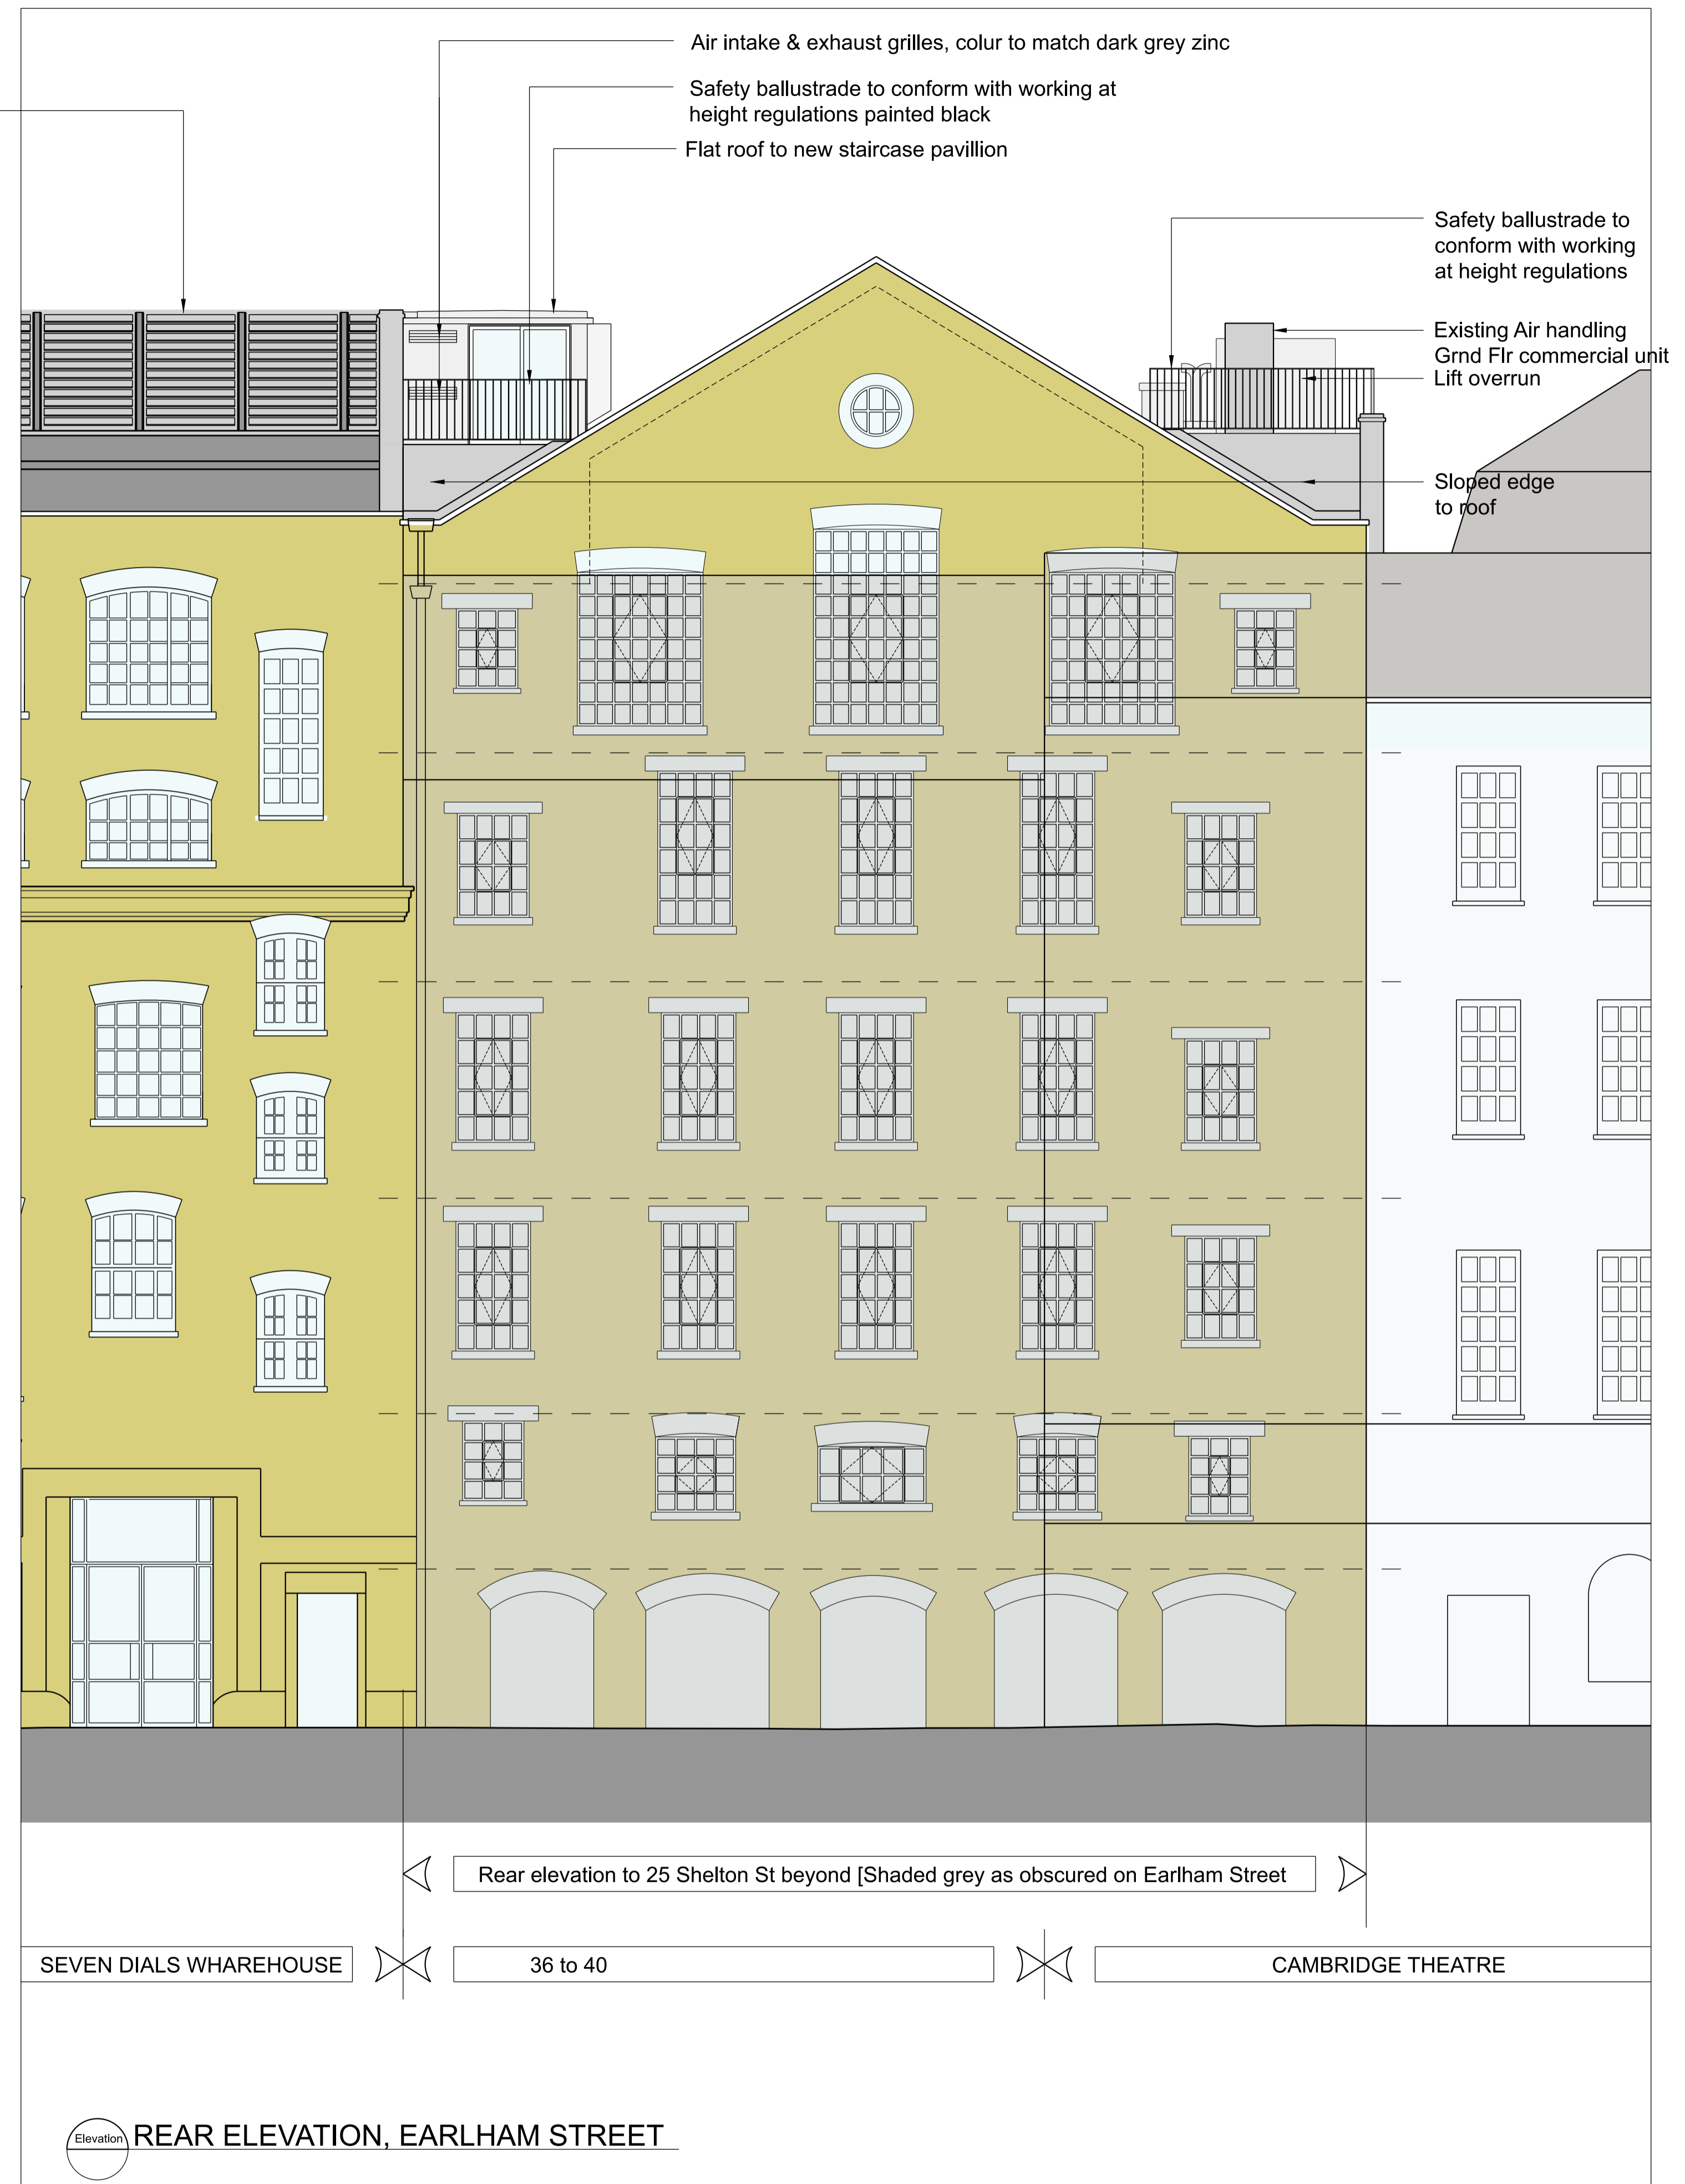 Air intake & exhaust grilles, colur to match dark grey zinc
Safety ballustrade to conform with working at
height regulations painted black
Flat roof to new staircase pavillion
Safety ballustrade to
conform with working
at height regulations
Existing Air handling
Grnd Flr commercial unit
Lift overrun
Sloped edge
to roof
Rear elevation to 25 Shelton St beyond [Shaded grey as obscured on Earlham Street
SEVEN DIALS WHAREHOUSE
36 to 40
CAMBRIDGE THEATRE
Elevation
REAR ELEVATION, EARLHAM STREET